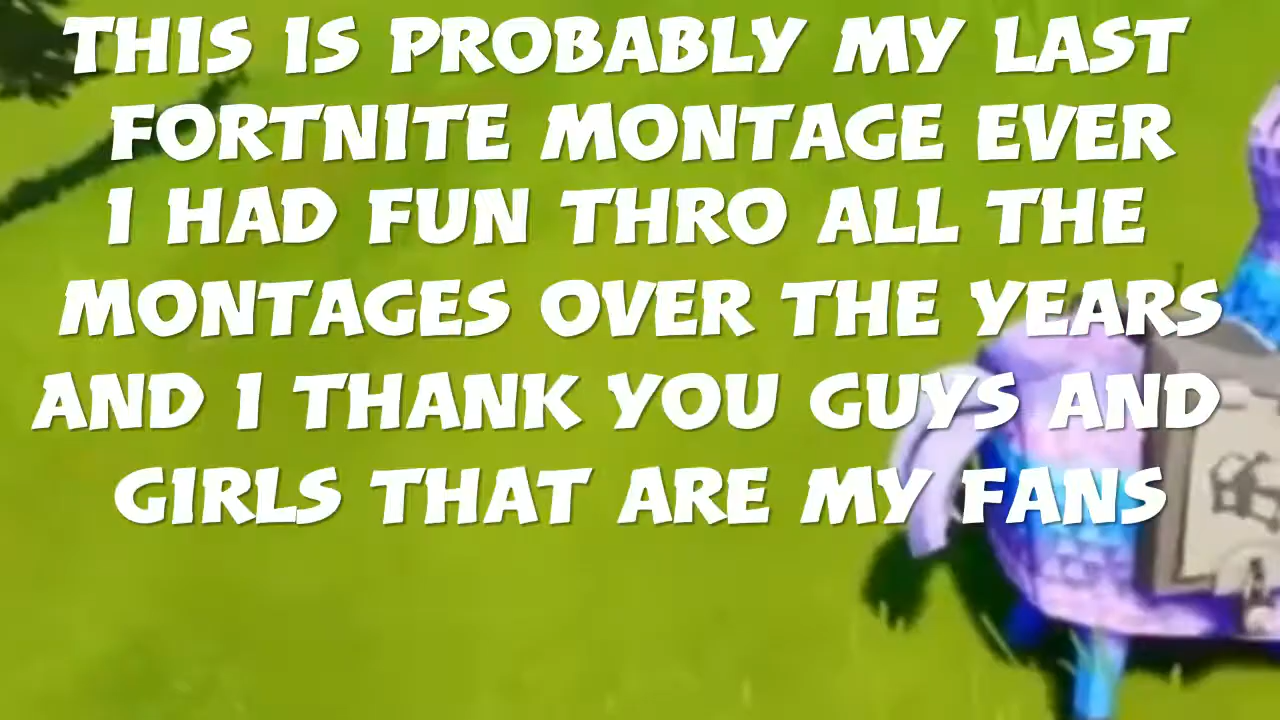 THIS IS PROBABLY MY LAST
FORTNITE MONTAGE EVER
I HAD FUN THRO ALL THE
MONTAGES OVER THE YEARS
AND I THANK YOU GUYS AND
GIRLS THAT ARE MY FANS